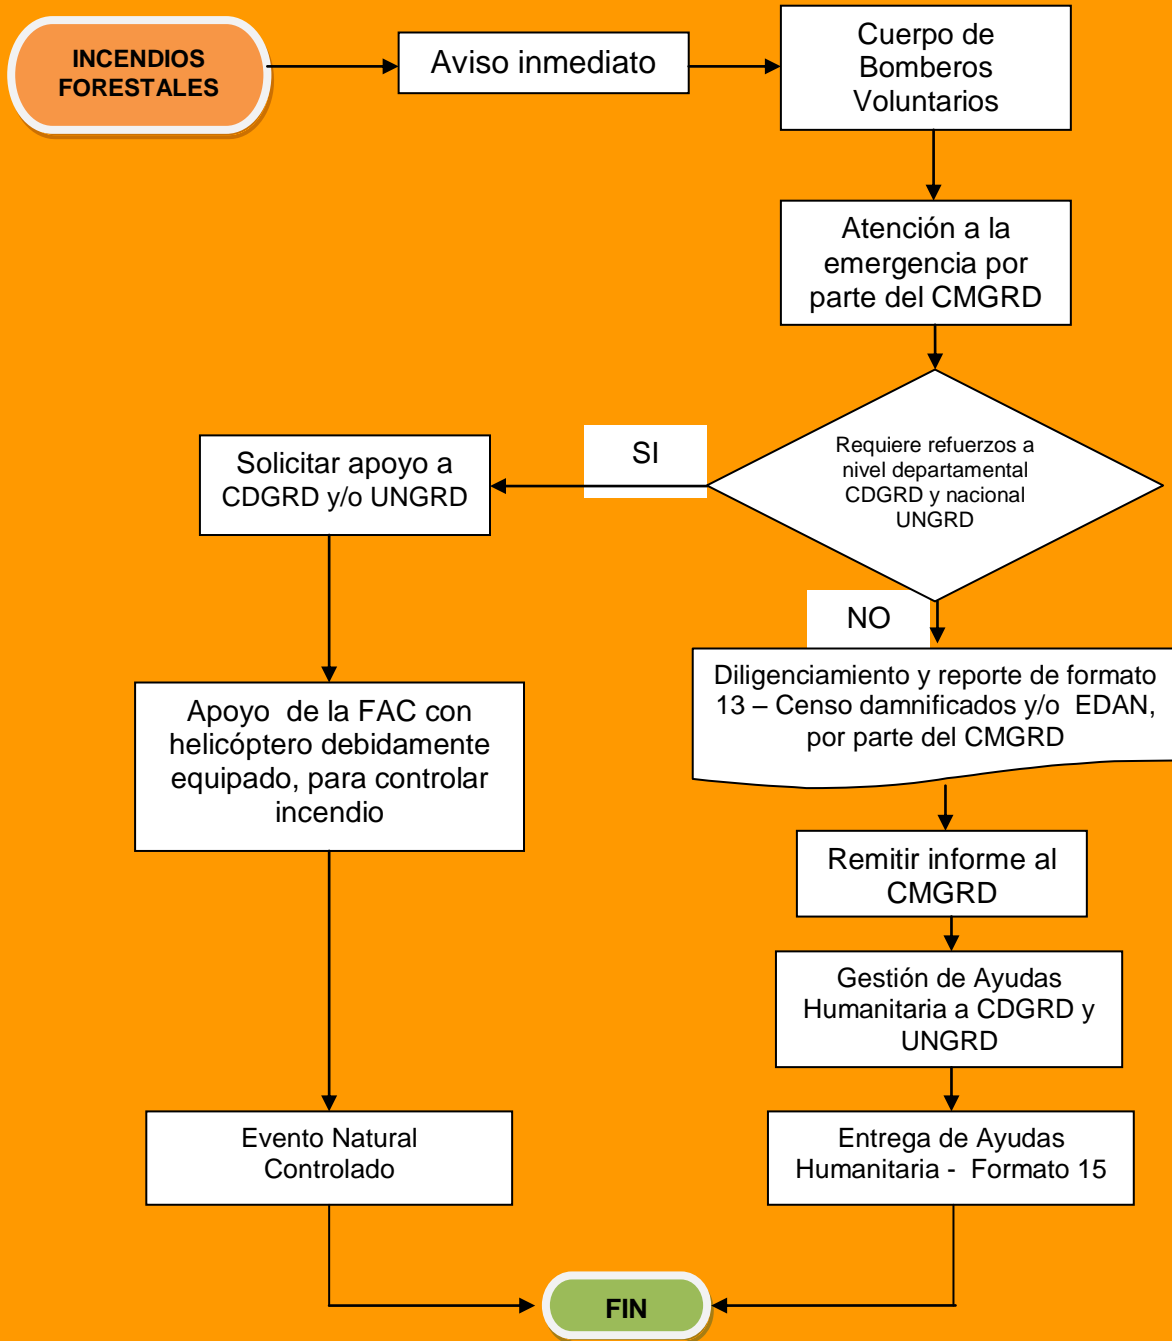 INCENDIOS
FORESTALES
Aviso inmediato
Cuerpo de
Bomberos
Voluntarios
Atención a la
emergencia por
parte del CMGRD
Requiere refuerzos a
nivel departamental
CDGRD y nacional
UNGRD
SI
Solicitar apoyo a
CDGRD y/o UNGRD
Apoyo de la FAC con
helicóptero debidamente
equipado, para controlar
incendio
Evento Natural
Controlado
NO
Diligenciamiento y reporte de formato
13 – Censo damnificados y/o EDAN,
por parte del CMGRD
Remitir informe al
CMGRD
Gestión de Ayudas
Humanitaria a CDGRD y
UNGRD
Entrega de Ayudas
Humanitaria - Formato 15
FIN